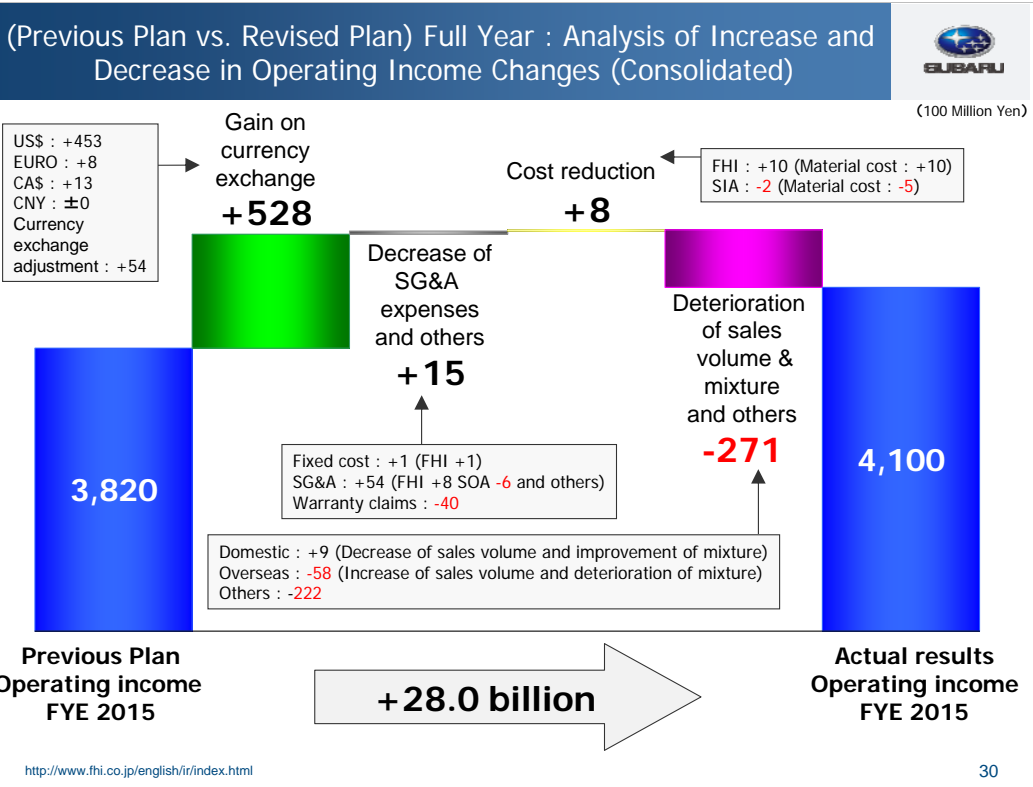 (Previous Plan vs. Revised Plan) Full Year : Analysis of Increase and
Decrease in Operating Income Changes (Consolidated)
SUBARU
(100 Million Yen)
US$ : +453
EURO : +8
CA$ : +13
CNY : ±0
Currency
exchange
adjustment : +54
Gain on
currency
exchange
+528
Cost reduction
+8
FHI : +10 (Material cost : +10)
SIA : -2 (Material cost : -5)
Decrease of
SG&A
expenses
and others
+15
Deterioration
of sales
volume &
mixture
and others
-271
Fixed cost : +1 (FHI +1)
SG&A : +54 (FHI +8 SOA -6 and others)
Warranty claims : -40
3,820
4,100
Domestic : +9 (Decrease of sales volume and improvement of mixture)
Overseas : -58 (Increase of sales volume and deterioration of mixture)
Others : -222
Previous Plan
Operating income
FYE 2015
+28.0 billion
Actual results
Operating income
FYE 2015
http://www.fhi.co.jp/english/ir/index.html
30